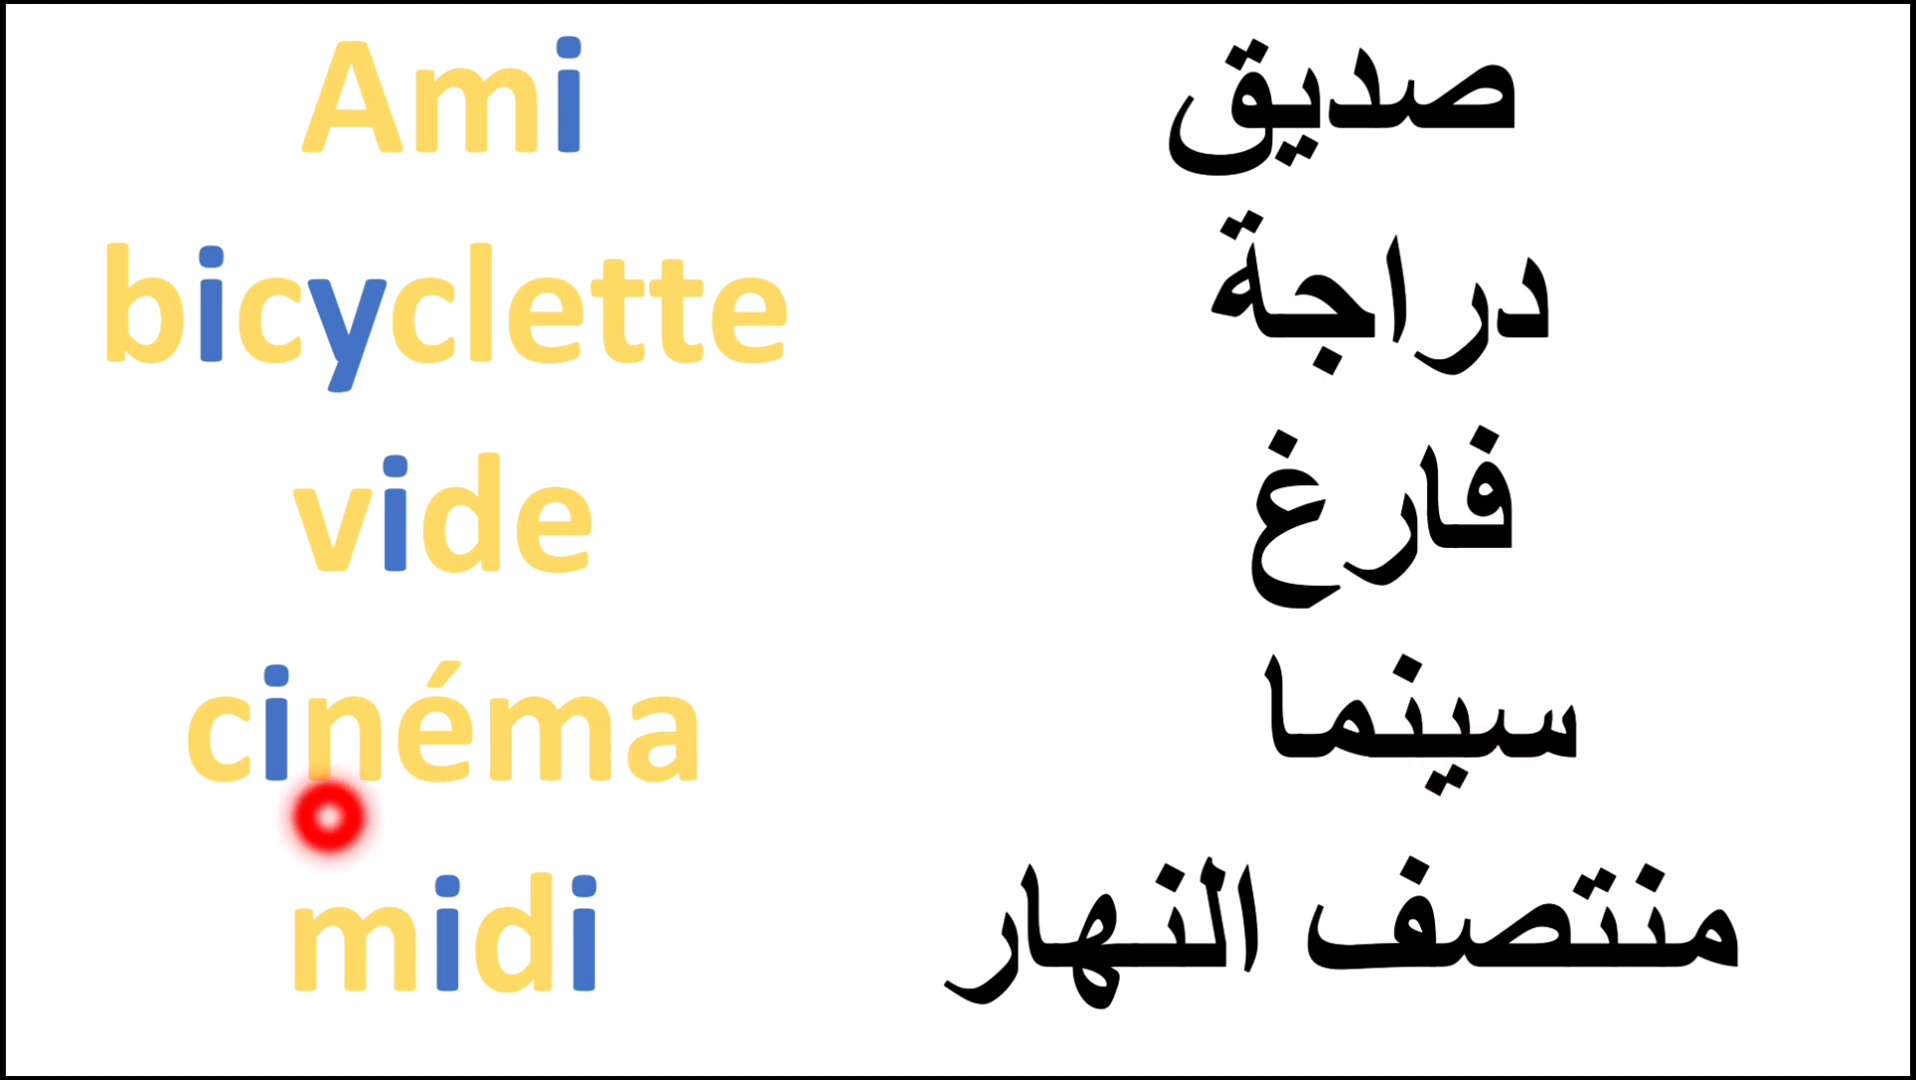 Ami صديق
bicyclette دراجة
vide فارغ
cinéma سينما
midi منتصف النهار